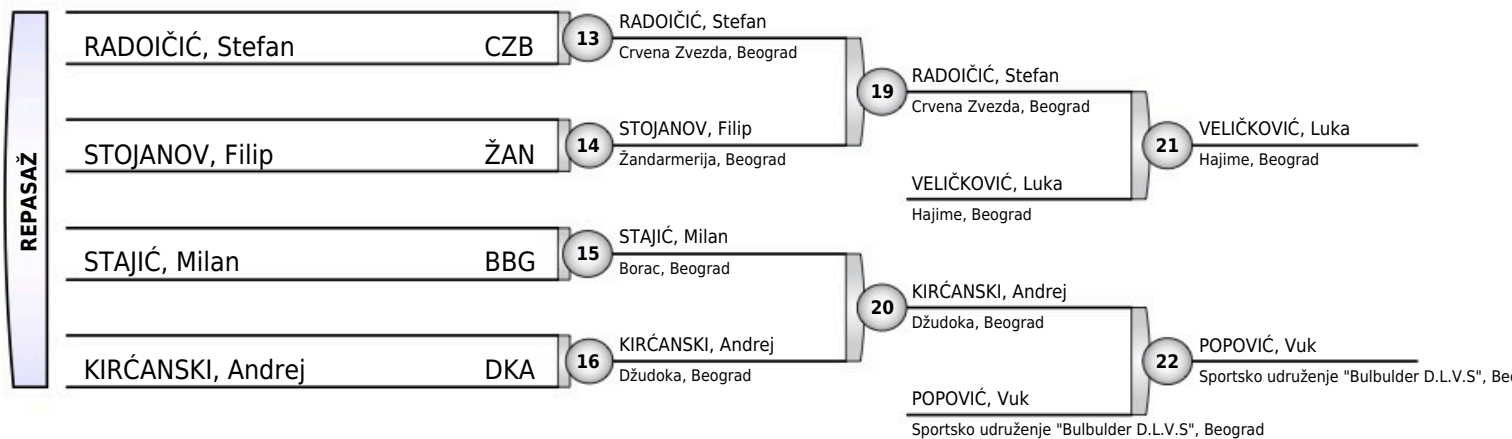 REPASAŽ
RADOIČIĆ, Stefan CZB
STOJANOV, Filip ŽAN
STAJIĆ, Milan BBG
KIRĆANSKI, Andrej DKA
13
RADOIČIĆ, Stefan
Crvena Zvezda, Beograd
14
STOJANOV, Filip
Žandarmerija, Beograd
15
STAJIĆ, Milan
Borac, Beograd
16
KIRĆANSKI, Andrej
Džudoka, Beograd
19
RADOIČIĆ, Stefan
Crvena Zvezda, Beograd
VELIČKOVIĆ, Luka
Hajime, Beograd
20
KIRĆANSKI, Andrej
Džudoka, Beograd
POPOVIĆ, Vuk
Sportsko udruženje "Bulbulder D.L.V.S", Beograd
21
VELIČKOVIĆ, Luka
Hajime, Beograd
22
POPOVIĆ, Vuk
Sportsko udruženje "Bulbulder D.L.V.S",